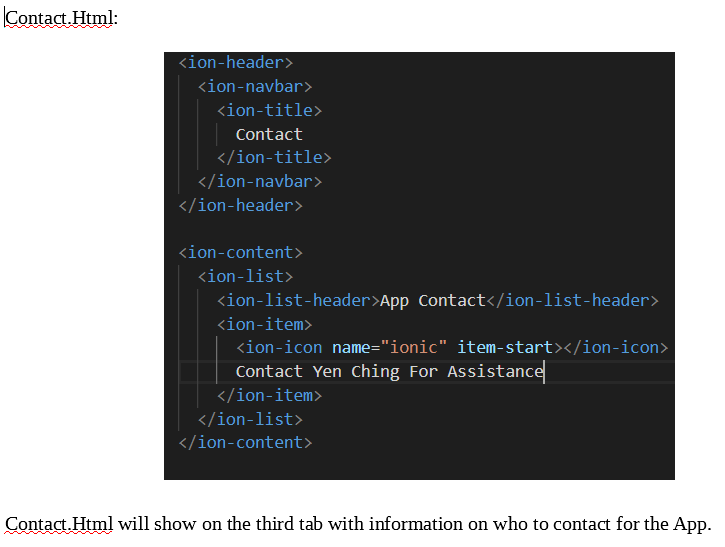 Contact.Html:
<ion-header>
<ion-navbar>
<ion-title>
Contact
</ion-title>
</ion-navbar>
</ion-header>
<ion-content>
<ion-list>
<ion-list-header>App Contact</ion-list-header>
<ion-item>
<ion-icon name="ionic" item-start></ion-icon>
Contact Yen Ching For Assistance
</ion-item>
</ion-list>
</ion-content>
Contact.Html will show on the third tab with information on who to contact for the App.